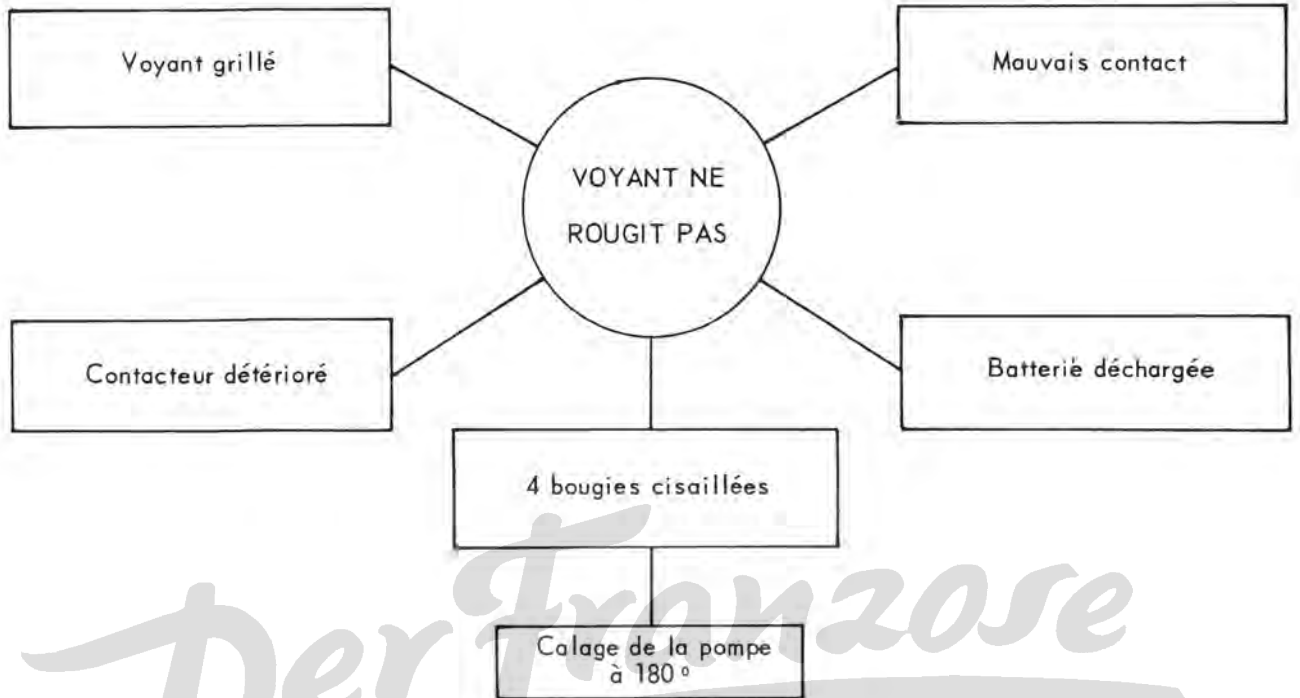 Voyant grillé
Mauvais contact
VOYANT NE
ROUGIT PAS
Contacteur détérioré
Batterie déchargée
4 bougies cisaillées
Calage de la pompe
à 180 º
Der Franzose